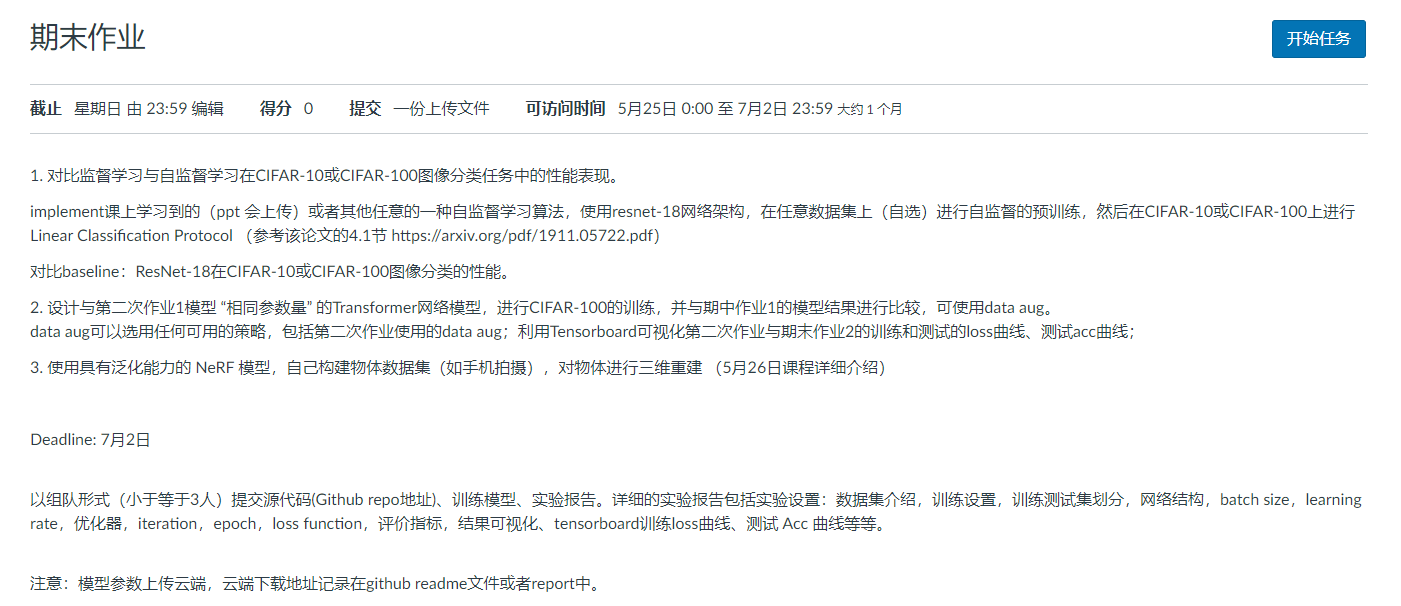 期末作业
开始任务
截止 星期日 由 23:59 编辑 得分 0 提交 一份上传文件 可访问时间 5月25日 0:00 至 7月2日 23:59 大约 1 个月
1. 对比监督学习与自监督学习在CIFAR-10或CIFAR-100图像分类任务中的性能表现。
implement课上学习到的（ppt 会上传）或者其他任意的一种自监督学习算法，使用resnet-18网络架构，在任意数据集上（自选）进行自监督的预训练，然后在CIFAR-10或CIFAR-100上进行
Linear Classification Protocol （参考该论文的4.1节 https://arxiv.org/pdf/1911.05722.pdf）
对比baseline：ResNet-18在CIFAR-10或CIFAR-100图像分类的性能。
2. 设计与第二次作业1模型 “相同参数量” 的Transformer网络模型，进行CIFAR-100的训练，并与期中作业1的模型结果进行比较，可使用data aug。
data aug可以选用任何可用的策略，包括第二次作业使用的data aug；利用Tensorboard可视化第二次作业与期末作业2的训练和测试的loss曲线、测试acc曲线；
3. 使用具有泛化能力的 NeRF 模型，自己构建物体数据集（如手机拍摄），对物体进行三维重建 （5月26日课程详细介绍）
Deadline: 7月2日
以组队形式（小于等于3人）提交源代码(Github repo地址)、训练模型、实验报告。详细的实验报告包括实验设置：数据集介绍，训练设置，训练测试集划分，网络结构，batch size，learning
rate，优化器，iteration，epoch，loss function，评价指标，结果可视化、tensorboard训练loss曲线、测试 Acc 曲线等等。
注意：模型参数上传云端，云端下载地址记录在github readme文件或者report中。